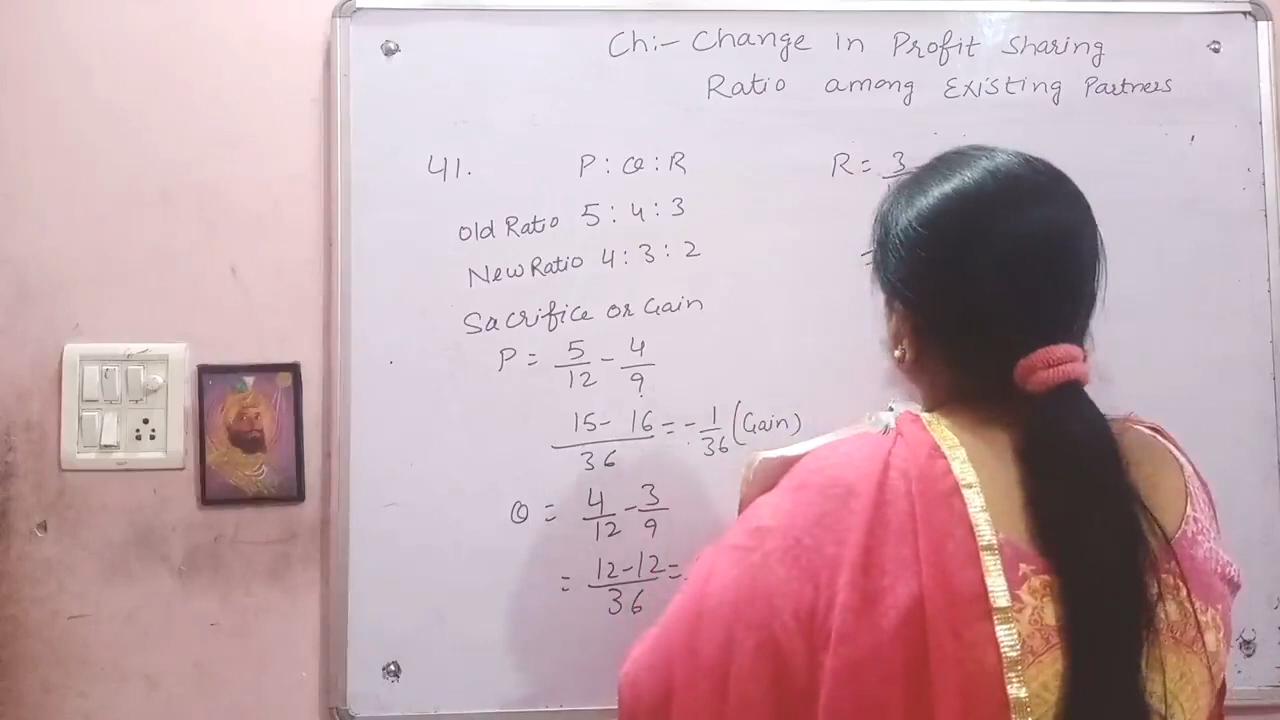 Ch:- Change in Profit Sharing
Ratio among Existing Partners
41. P : Q : R
Old Ratio 5 : 4 : 3
New Ratio 4 : 3 : 2
Sacrifice or Gain
P = 5/12 - 4/9
15 - 16/36 = -1/36 (Gain)
Q = 4/12 - 3/9
= 12-12/36 =
R = 3
=